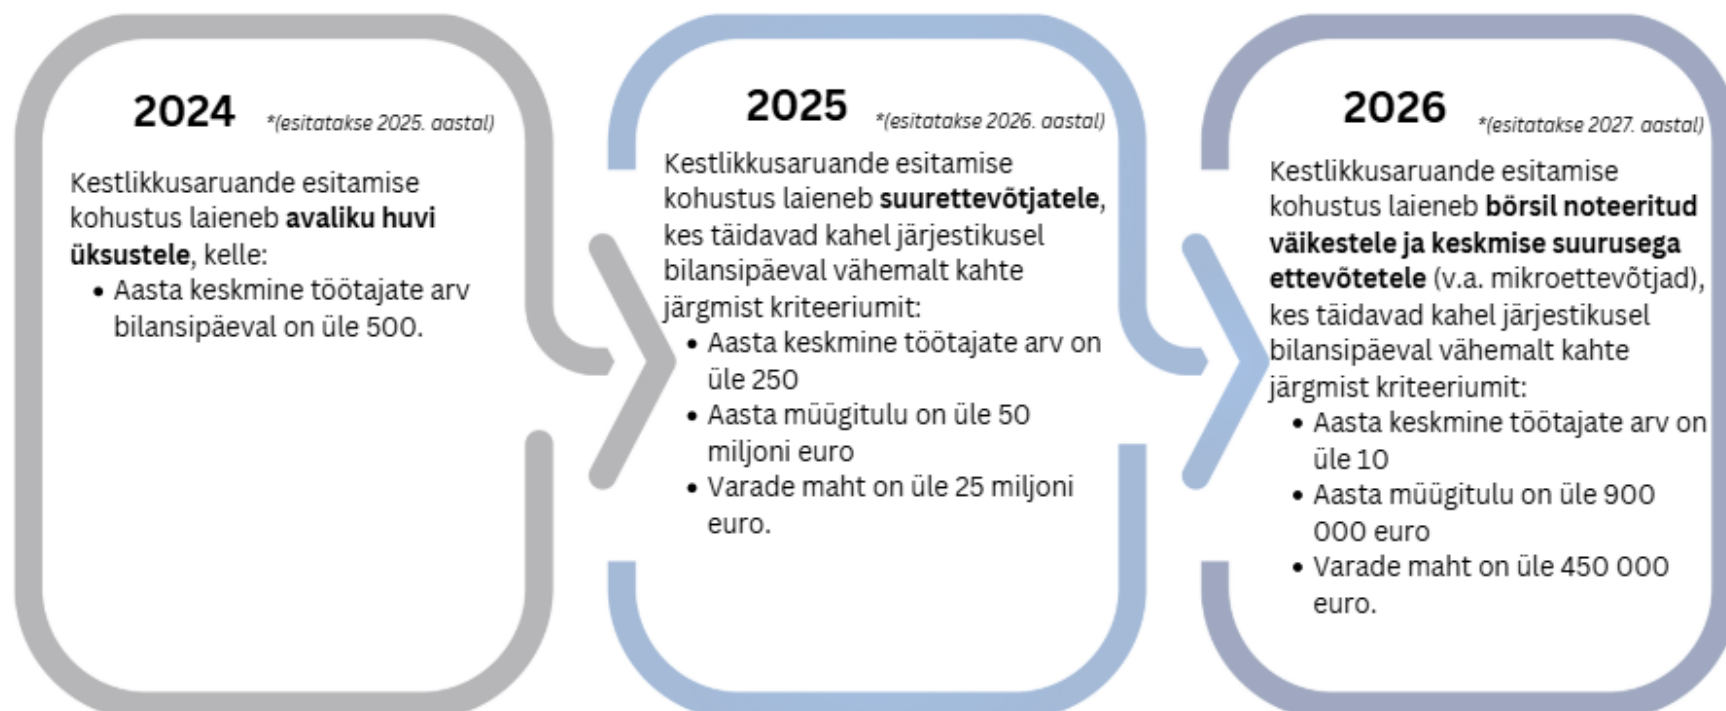 2024 *(esitatakse 2025. aastal)
Kestlikkusaruande esitamise
kohustus laieneb avaliku huvi
üksustele, kelle:
• Aasta keskmine töötajate arv
bilansipäeval on üle 500.
2025 *(esitatakse 2026. aastal)
Kestlikkusaruande esitamise
kohustus laieneb suurettevõtjatele,
kes täidavad kahel järjestikusel
bilansipäeval vähemalt kahte
järgmist kriteeriumit:
• Aasta keskmine töötajate arv on
üle 250
• Aasta müügitulu on üle 50
miljoni euro
• Varade maht on üle 25 miljoni
euro.
2026 *(esitatakse 2027. aastal)
Kestlikkusaruande esitamise
kohustus laieneb börsil noteeritud
väikestele ja keskmise suurusega
ettevõtetele (v.a. mikroettevõtjad),
kes täidavad kahel järjestikusel
bilansipäeval vähemalt kahte
järgmist kriteeriumit:
• Aasta keskmine töötajate arv on
üle 10
• Aasta müügitulu on üle 900
000 euro
• Varade maht on üle 450 000
euro.